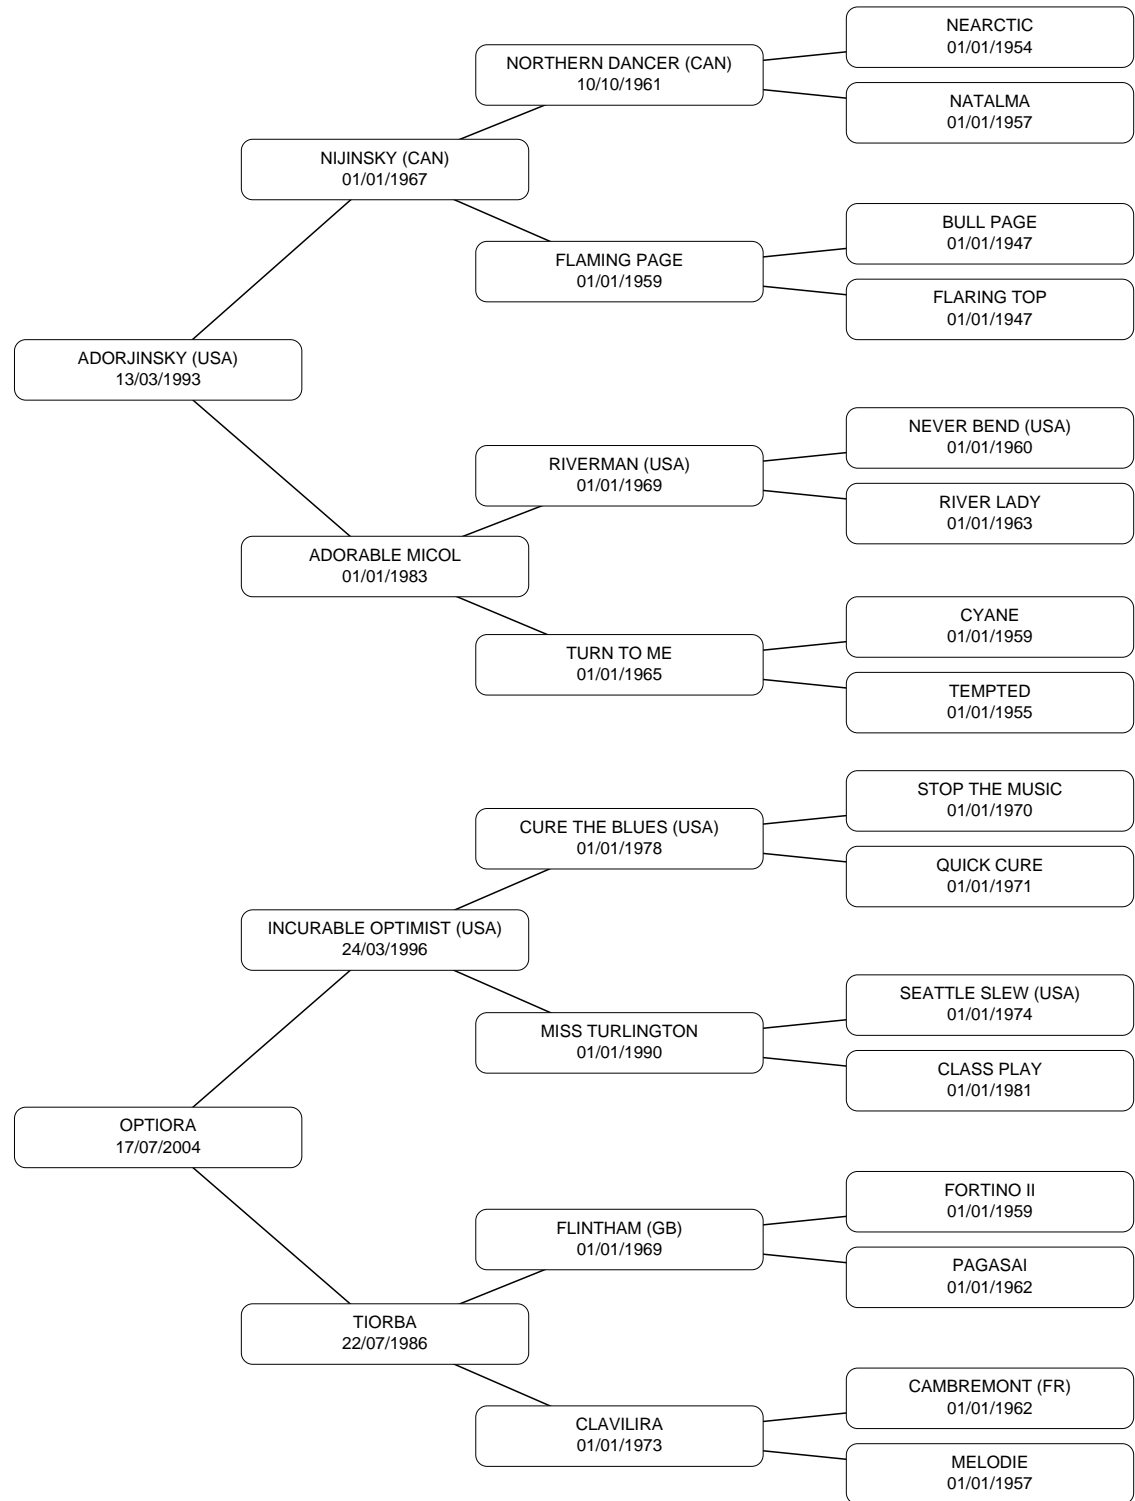 NEARCTIC
01/01/1954
NORTHERN DANCER (CAN)
10/10/1961
NATALMA
01/01/1957
NIJINSKY (CAN)
01/01/1967
BULL PAGE
01/01/1947
FLAMING PAGE
01/01/1959
FLARING TOP
01/01/1947
ADORJINSKY (USA)
13/03/1993
NEVER BEND (USA)
01/01/1960
RIVERMAN (USA)
01/01/1969
RIVER LADY
01/01/1963
ADORABLE MICOL
01/01/1983
CYANE
01/01/1959
TURN TO ME
01/01/1965
TEMPTED
01/01/1955
STOP THE MUSIC
01/01/1970
CURE THE BLUES (USA)
01/01/1978
QUICK CURE
01/01/1971
INCURABLE OPTIMIST (USA)
24/03/1996
SEATTLE SLEW (USA)
01/01/1974
MISS TURLINGTON
01/01/1990
CLASS PLAY
01/01/1981
OPTIORA
17/07/2004
FORTINO II
01/01/1959
FLINTHAM (GB)
01/01/1969
PAGASAI
01/01/1962
TIORBA
22/07/1986
CAMBREMONT (FR)
01/01/1962
CLAVILIRA
01/01/1973
MELODIE
01/01/1957